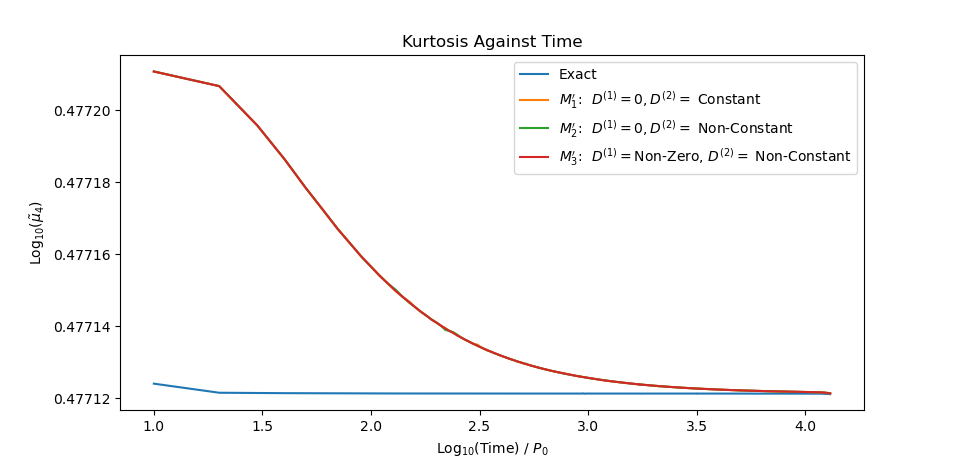 Kurtosis Against Time
Exact
M′₁: D⁽¹⁾ = 0, D⁽²⁾ = Constant
M′₂: D⁽¹⁾ = 0, D⁽²⁾ = Non-Constant
M′₃: D⁽¹⁾ = Non-Zero, D⁽²⁾ = Non-Constant
Log₁₀(μ̃₄)
0.47720
0.47718
0.47716
0.47714
0.47712
1.0 1.5 2.0 2.5 3.0 3.5 4.0
Log₁₀(Time) / P₀